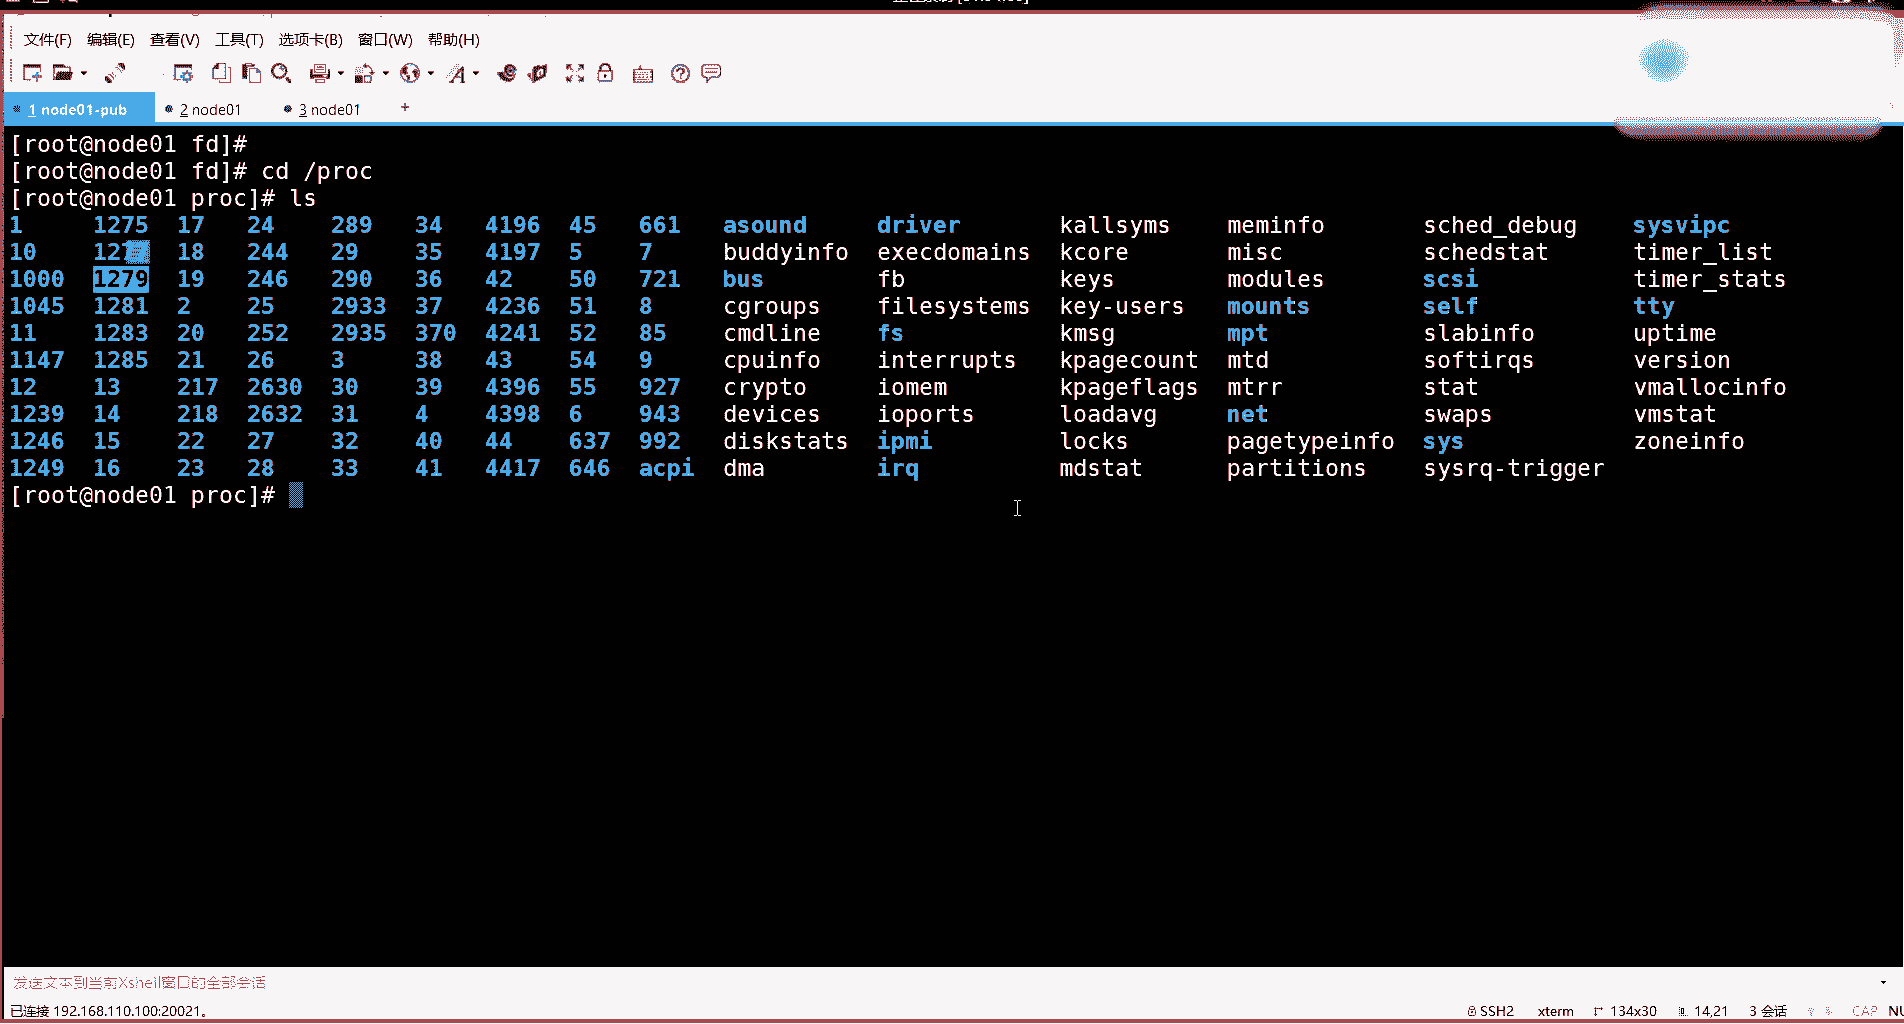 文件(F) 编辑(E) 查看(V) 工具(T) 选项卡(B) 窗口(W) 帮助(H)
1 node01-pub 2 node01 3 node01 +
[root@node01 fd]#
[root@node01 fd]# cd /proc
[root@node01 proc]# ls
1 1275 17 24 289 34 4196 45 661 asound driver kallsyms meminfo sched_debug sysvipc
10 127 18 244 29 35 4197 5 7 buddyinfo execdomains kcore misc schedstat timer_list
1000 1279 19 246 290 36 42 50 721 bus fb keys modules scsi timer_stats
1045 1281 2 25 2933 37 4236 51 8 cgroups filesystems key-users mounts self tty
11 1283 20 252 2935 370 4241 52 85 cmdline fs kmsg mpt slabinfo uptime
1147 1285 21 26 3 38 43 54 9 cpuinfo interrupts kpagecount mtd softirqs version
12 13 217 2630 30 39 4396 55 927 crypto iomem kpageflags mtrr stat vmallocinfo
1239 14 218 2632 31 4 4398 6 943 devices ioports loadavg net swaps vmstat
1246 15 22 27 32 40 44 637 992 diskstats ipmi locks pagetypeinfo sys zoneinfo
1249 16 23 28 33 41 4417 646 acpi dma irq mdstat partitions sysrq-trigger
[root@node01 proc]#
发送文本到当前Xshell窗口的全部会话
已连接 192.168.110.100:20021。 SSH2 xterm 134x30 14,21 3 会话 CAP